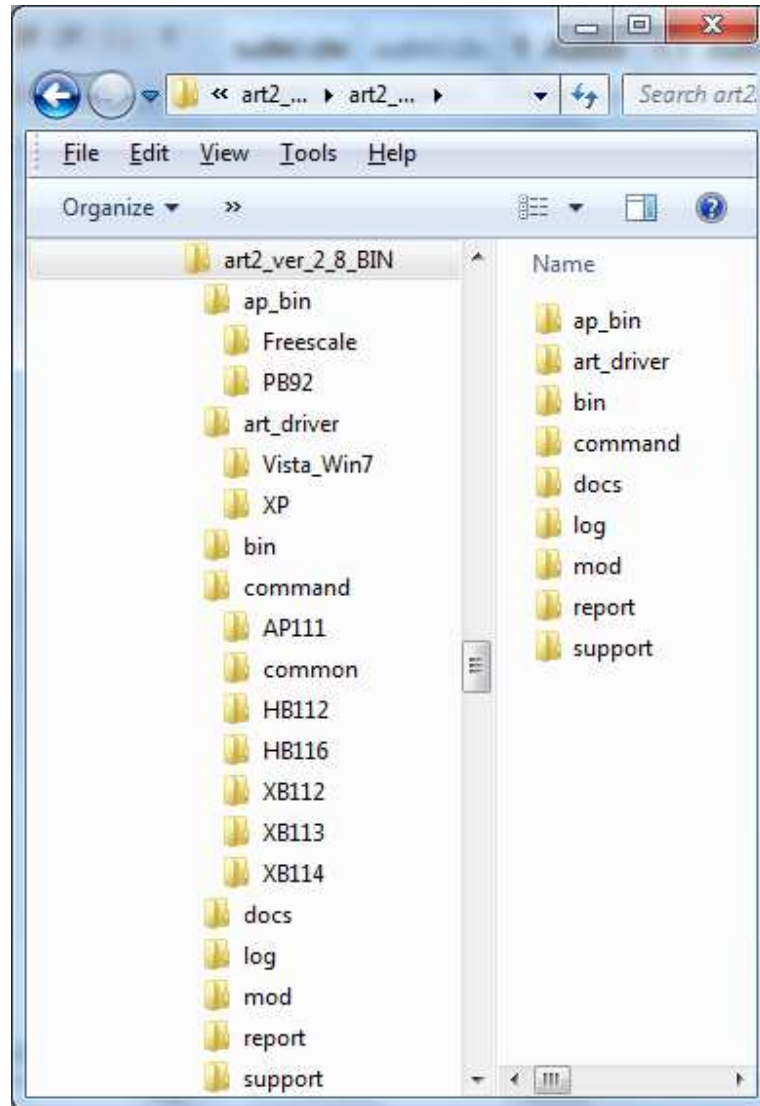 « art2_... ▸ art2_... ▸ Search art2.
File Edit View Tools Help
Organize ▾ »
art2_ver_2_8_BIN
ap_bin
Freescale
PB92
art_driver
Vista_Win7
XP
bin
command
AP111
common
HB112
HB116
XB112
XB113
XB114
docs
log
mod
report
support
Name
ap_bin
art_driver
bin
command
docs
log
mod
report
support